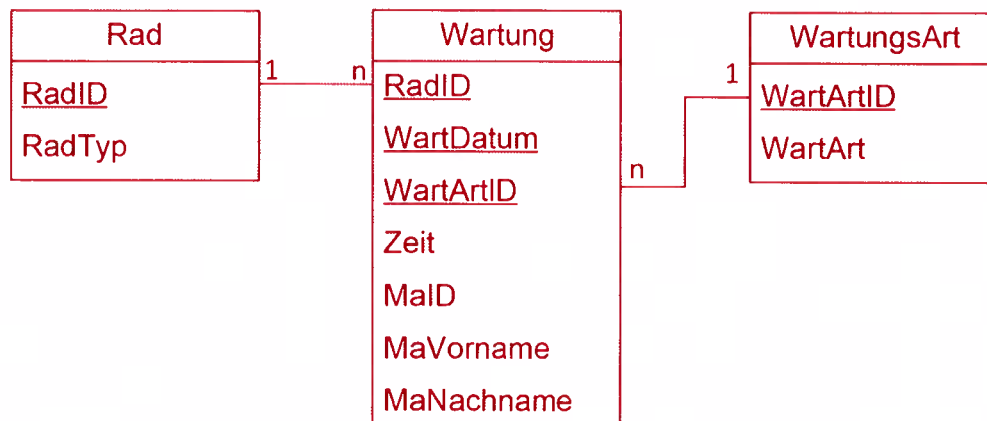 Rad
RadID
RadTyp
1
n
Wartung
RadID
WartDatum
WartArtID
Zeit
MaID
MaVorname
MaNachname
n
1
WartungsArt
WartArtID
WartArt